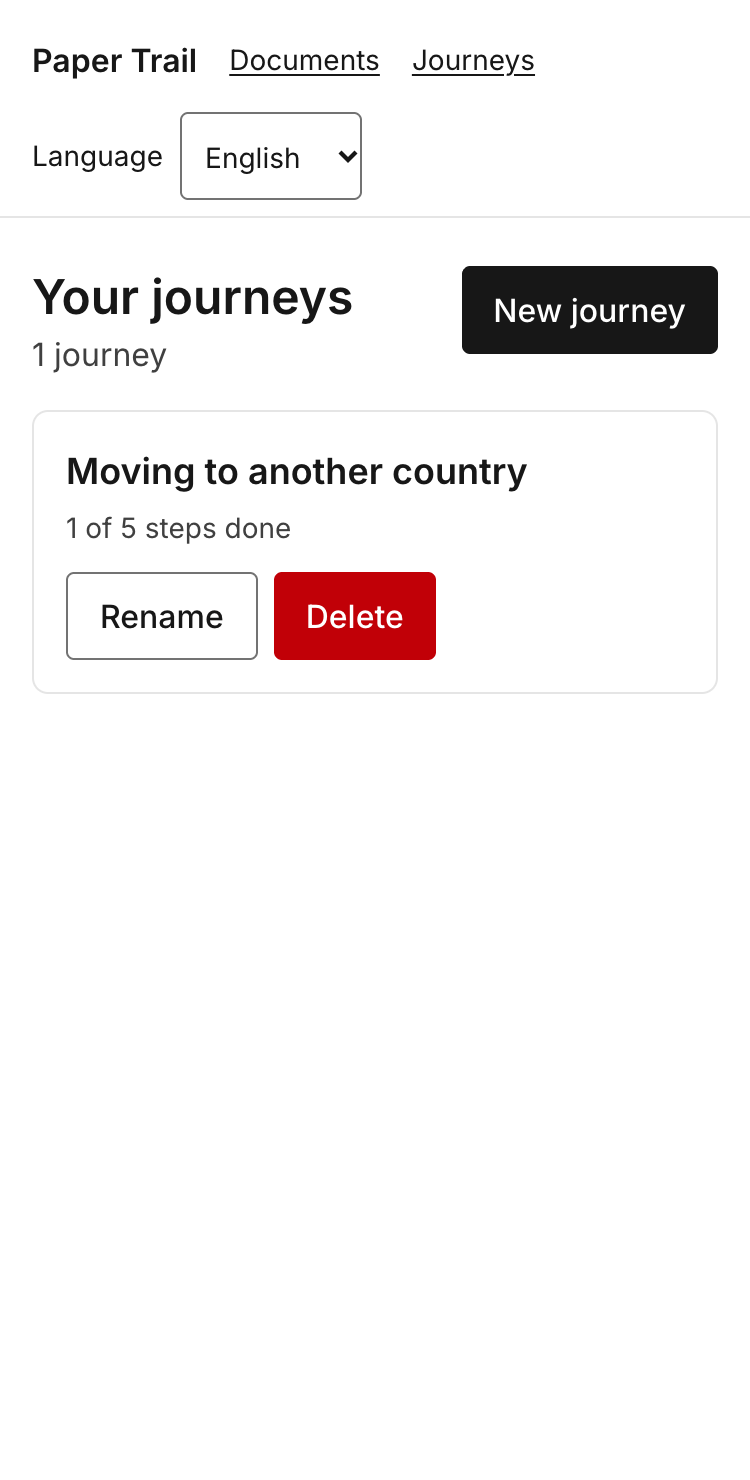 Paper Trail Documents Journeys
Language English
Your journeys
New journey
1 journey
Moving to another country
1 of 5 steps done
Rename Delete